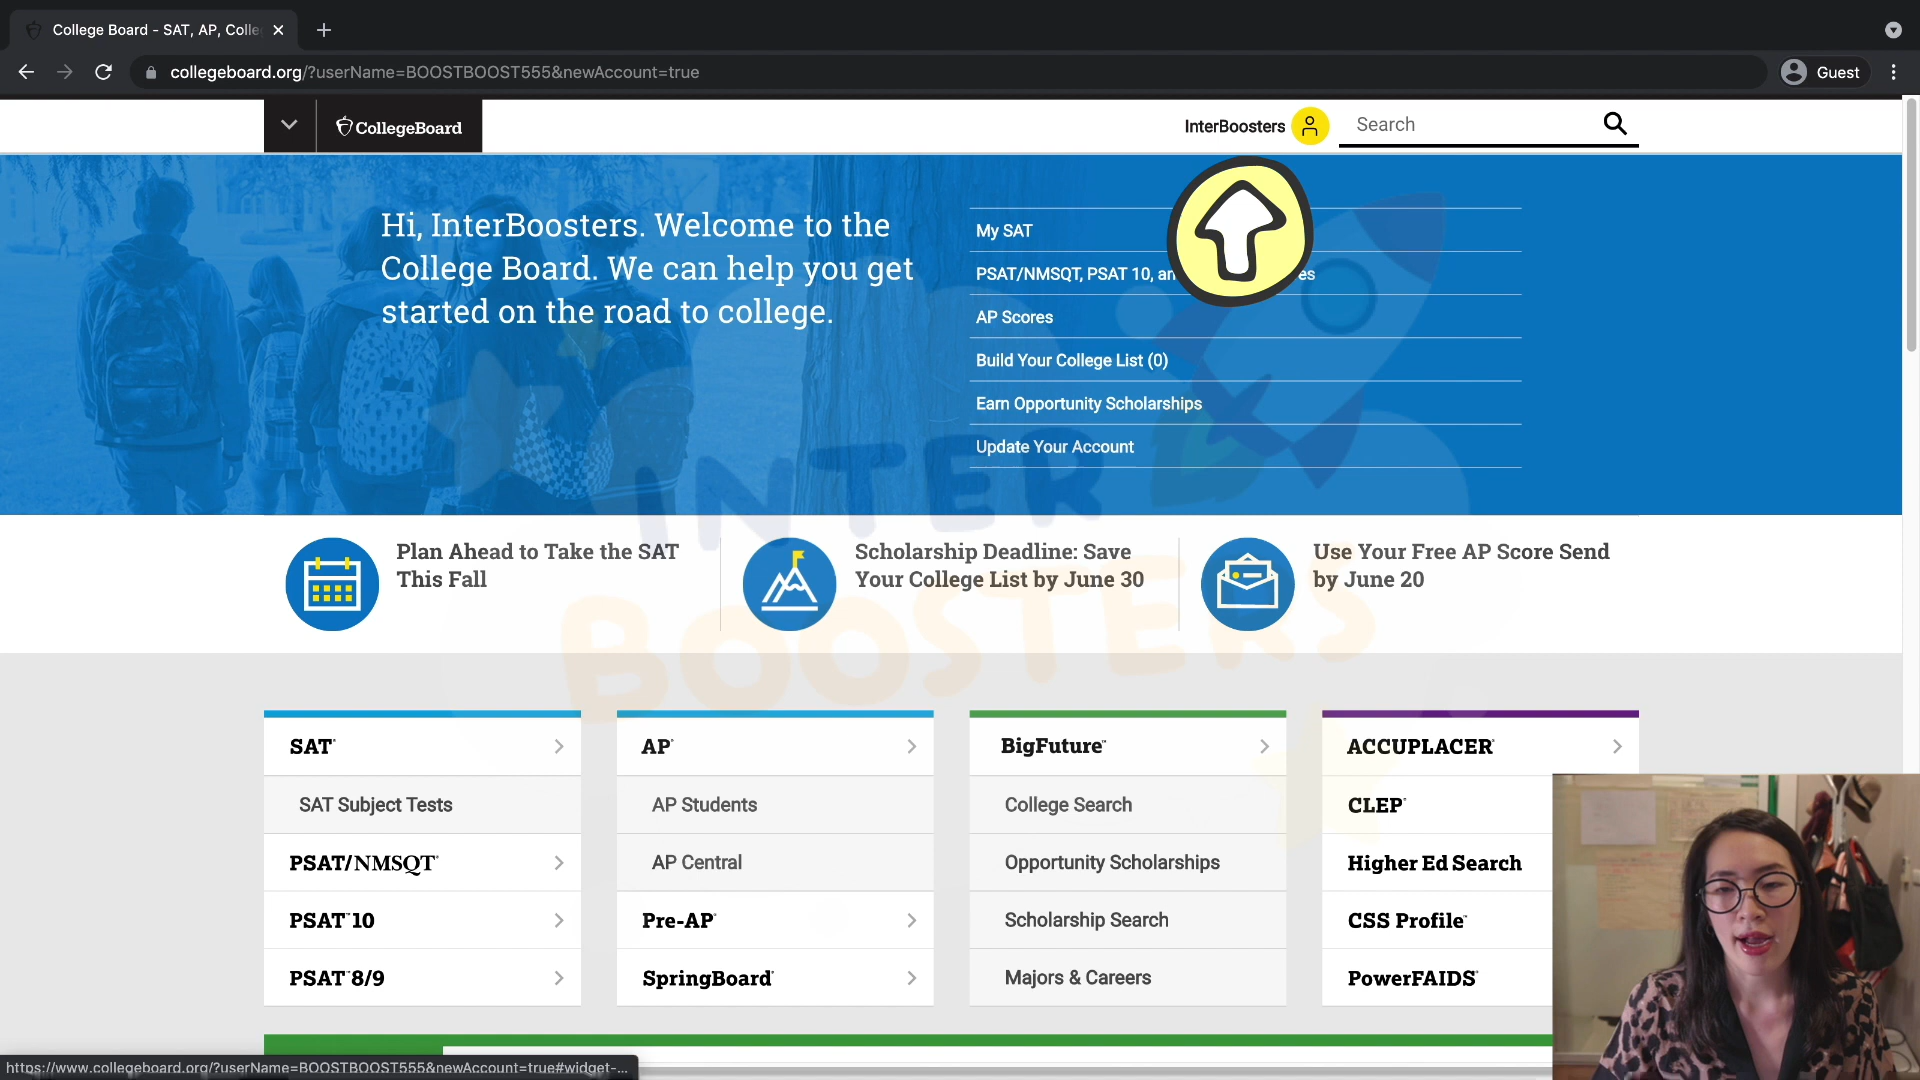 College Board - SAT, AP, Colle
collegeboard.org/?userName=BOOSTBOOST555&newAccount=true
Guest
CollegeBoard
InterBoosters
Search
Hi, InterBoosters. Welcome to the
College Board. We can help you get
started on the road to college.
My SAT
PSAT/NMSQT, PSAT 10, an
es
AP Scores
Build Your College List (0)
Earn Opportunity Scholarships
Update Your Account
INTER
BOOSTERS
Plan Ahead to Take the SAT
This Fall
Scholarship Deadline: Save
Your College List by June 30
Use Your Free AP Score Send
by June 20
SAT®
SAT Subject Tests
PSAT/NMSQT®
PSAT™ 10
PSAT™ 8/9
AP®
AP Students
AP Central
Pre-AP®
SpringBoard®
BigFuture™
College Search
Opportunity Scholarships
Scholarship Search
Majors & Careers
ACCUPLACER®
CLEP®
Higher Ed Search
CSS Profile™
PowerFAIDS®
https://www.collegeboard.org/?userName=BOOSTBOOST555&newAccount=true#widget-...